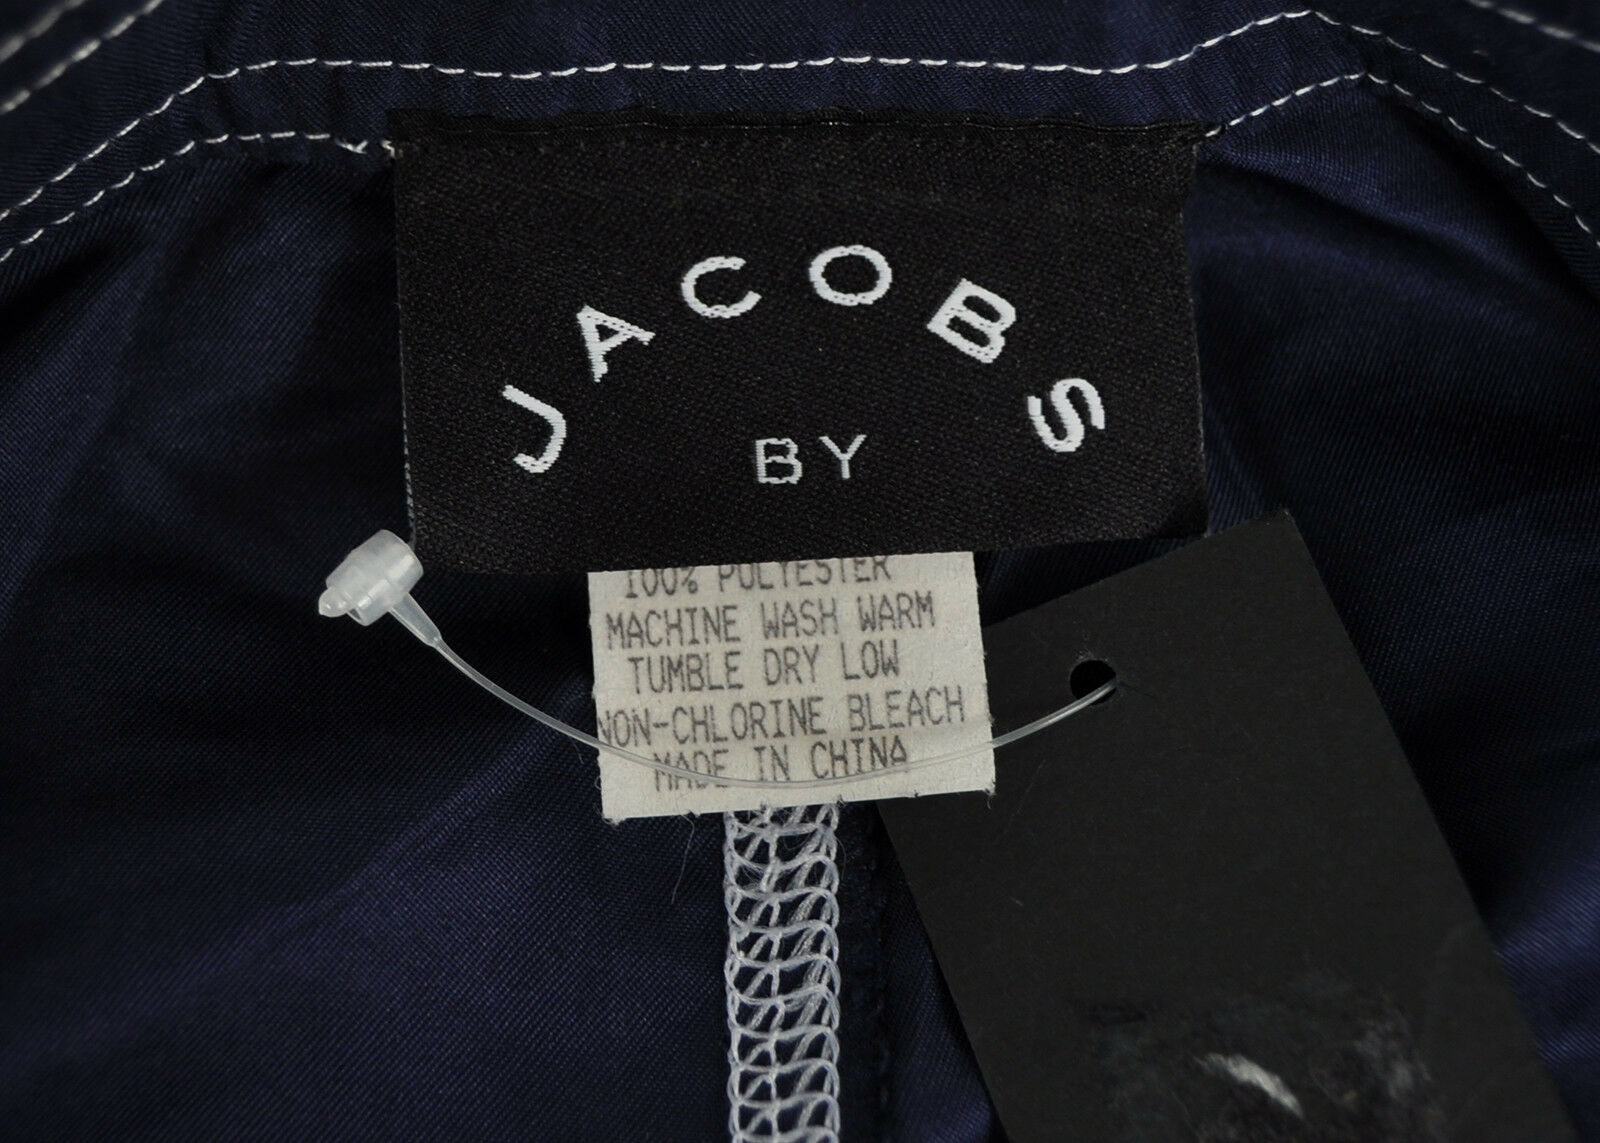 JACOBS
BY
100% POLYESTER
MACHINE WASH WARM
TUMBLE DRY LOW
NON-CHLORINE BLEACH
MADE IN CHINA